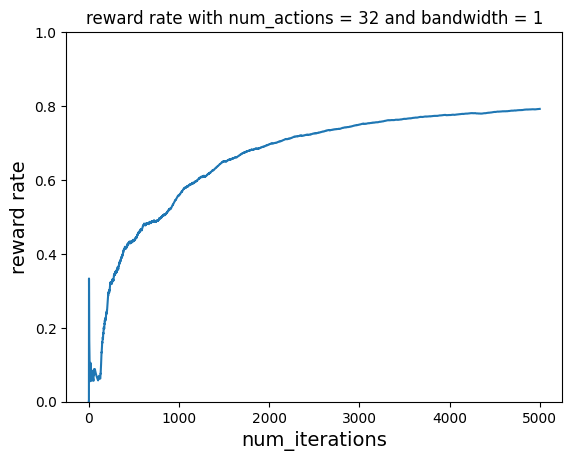 reward rate with num_actions = 32 and bandwidth = 1
1.0
0.8
0.6
0.4
0.2
0.0
reward rate
0 1000 2000 3000 4000 5000
num_iterations